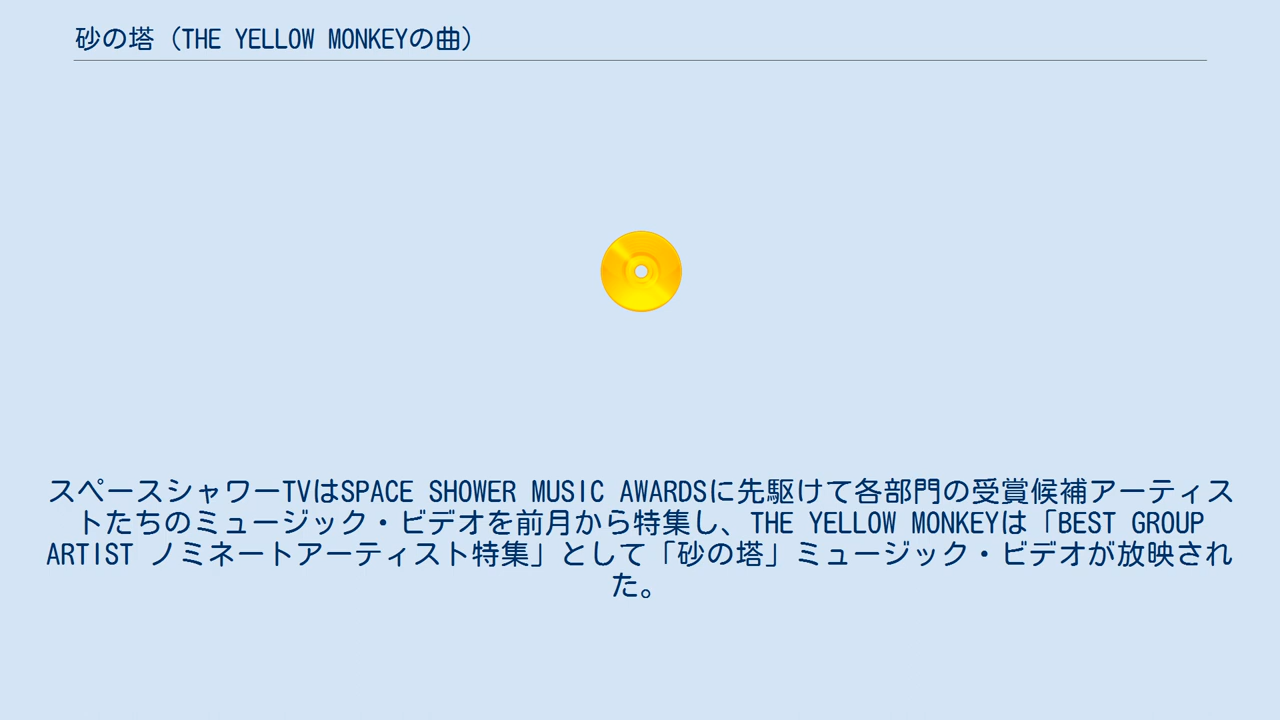 砂の塔（THE YELLOW MONKEYの曲）
スペースシャワーTVはSPACE SHOWER MUSIC AWARDSに先駆けて各部門の受賞候補アーティス
トたちのミュージック・ビデオを前月から特集し、THE YELLOW MONKEYは「BEST GROUP
ARTIST ノミネートアーティスト特集」として「砂の塔」ミュージック・ビデオが放映され
た。